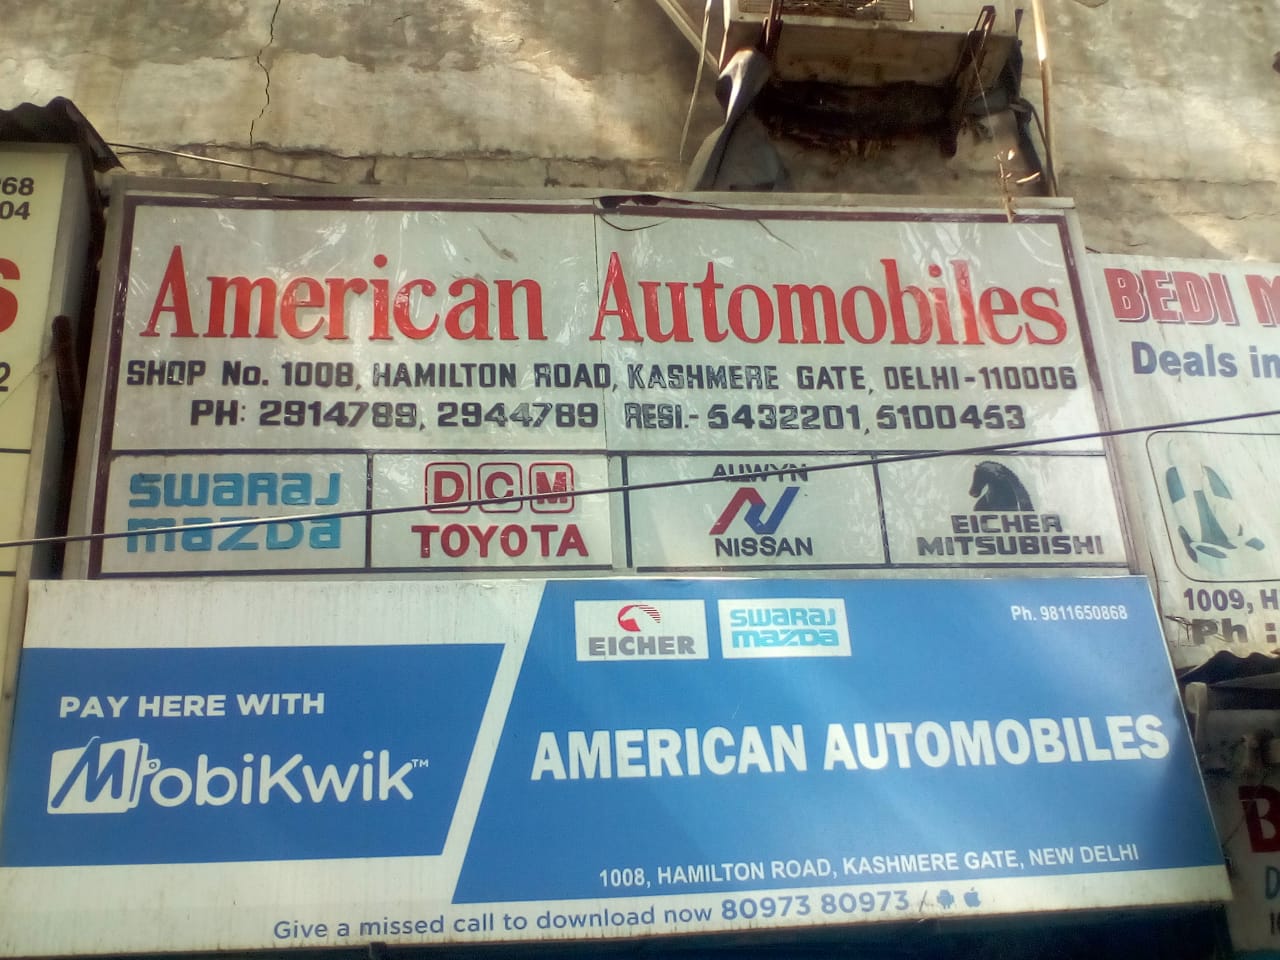 American Automobiles
SHOP No. 1008, HAMILTON ROAD, KASHMERE GATE, DELHI-110006
PH: 2914789, 2944789 RESI.- 5432201, 5100453
SWARAJ
MAZDA
DCM
TOYOTA
ALLWYN
NISSAN
EICHER
MITSUBISHI
PAY HERE WITH
MobiKwik™
EICHER
SWARAJ
MAZDA
Ph. 9811650868
AMERICAN AUTOMOBILES
1008, HAMILTON ROAD, KASHMERE GATE, NEW DELHI
Give a missed call to download now 80973 80973 /
BEDI
Deals in
1009,
Ph :